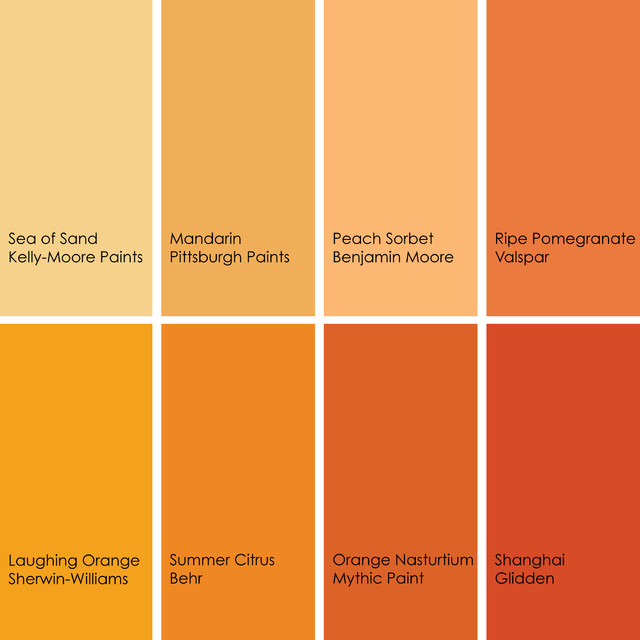 Sea of Sand
Kelly-Moore Paints
Mandarin
Pittsburgh Paints
Peach Sorbet
Benjamin Moore
Ripe Pomegranate
Valspar
Laughing Orange
Sherwin-Williams
Summer Citrus
Behr
Orange Nasturtium
Mythic Paint
Shanghai
Glidden